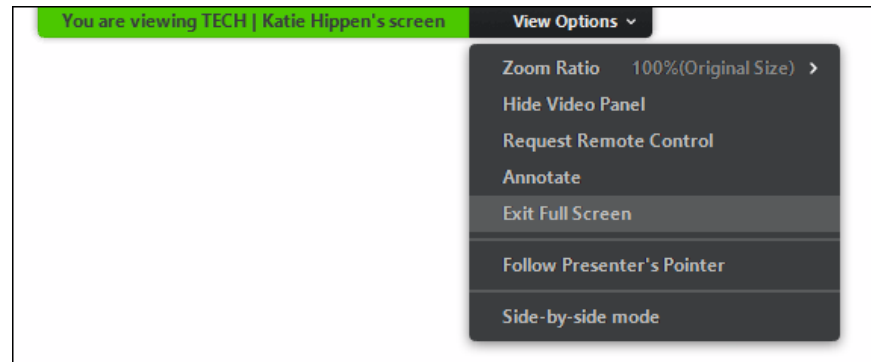 You are viewing TECH | Katie Hippen's screen View Options
Zoom Ratio 100%(Original Size)
Hide Video Panel
Request Remote Control
Annotate
Exit Full Screen
Follow Presenter's Pointer
Side-by-side mode